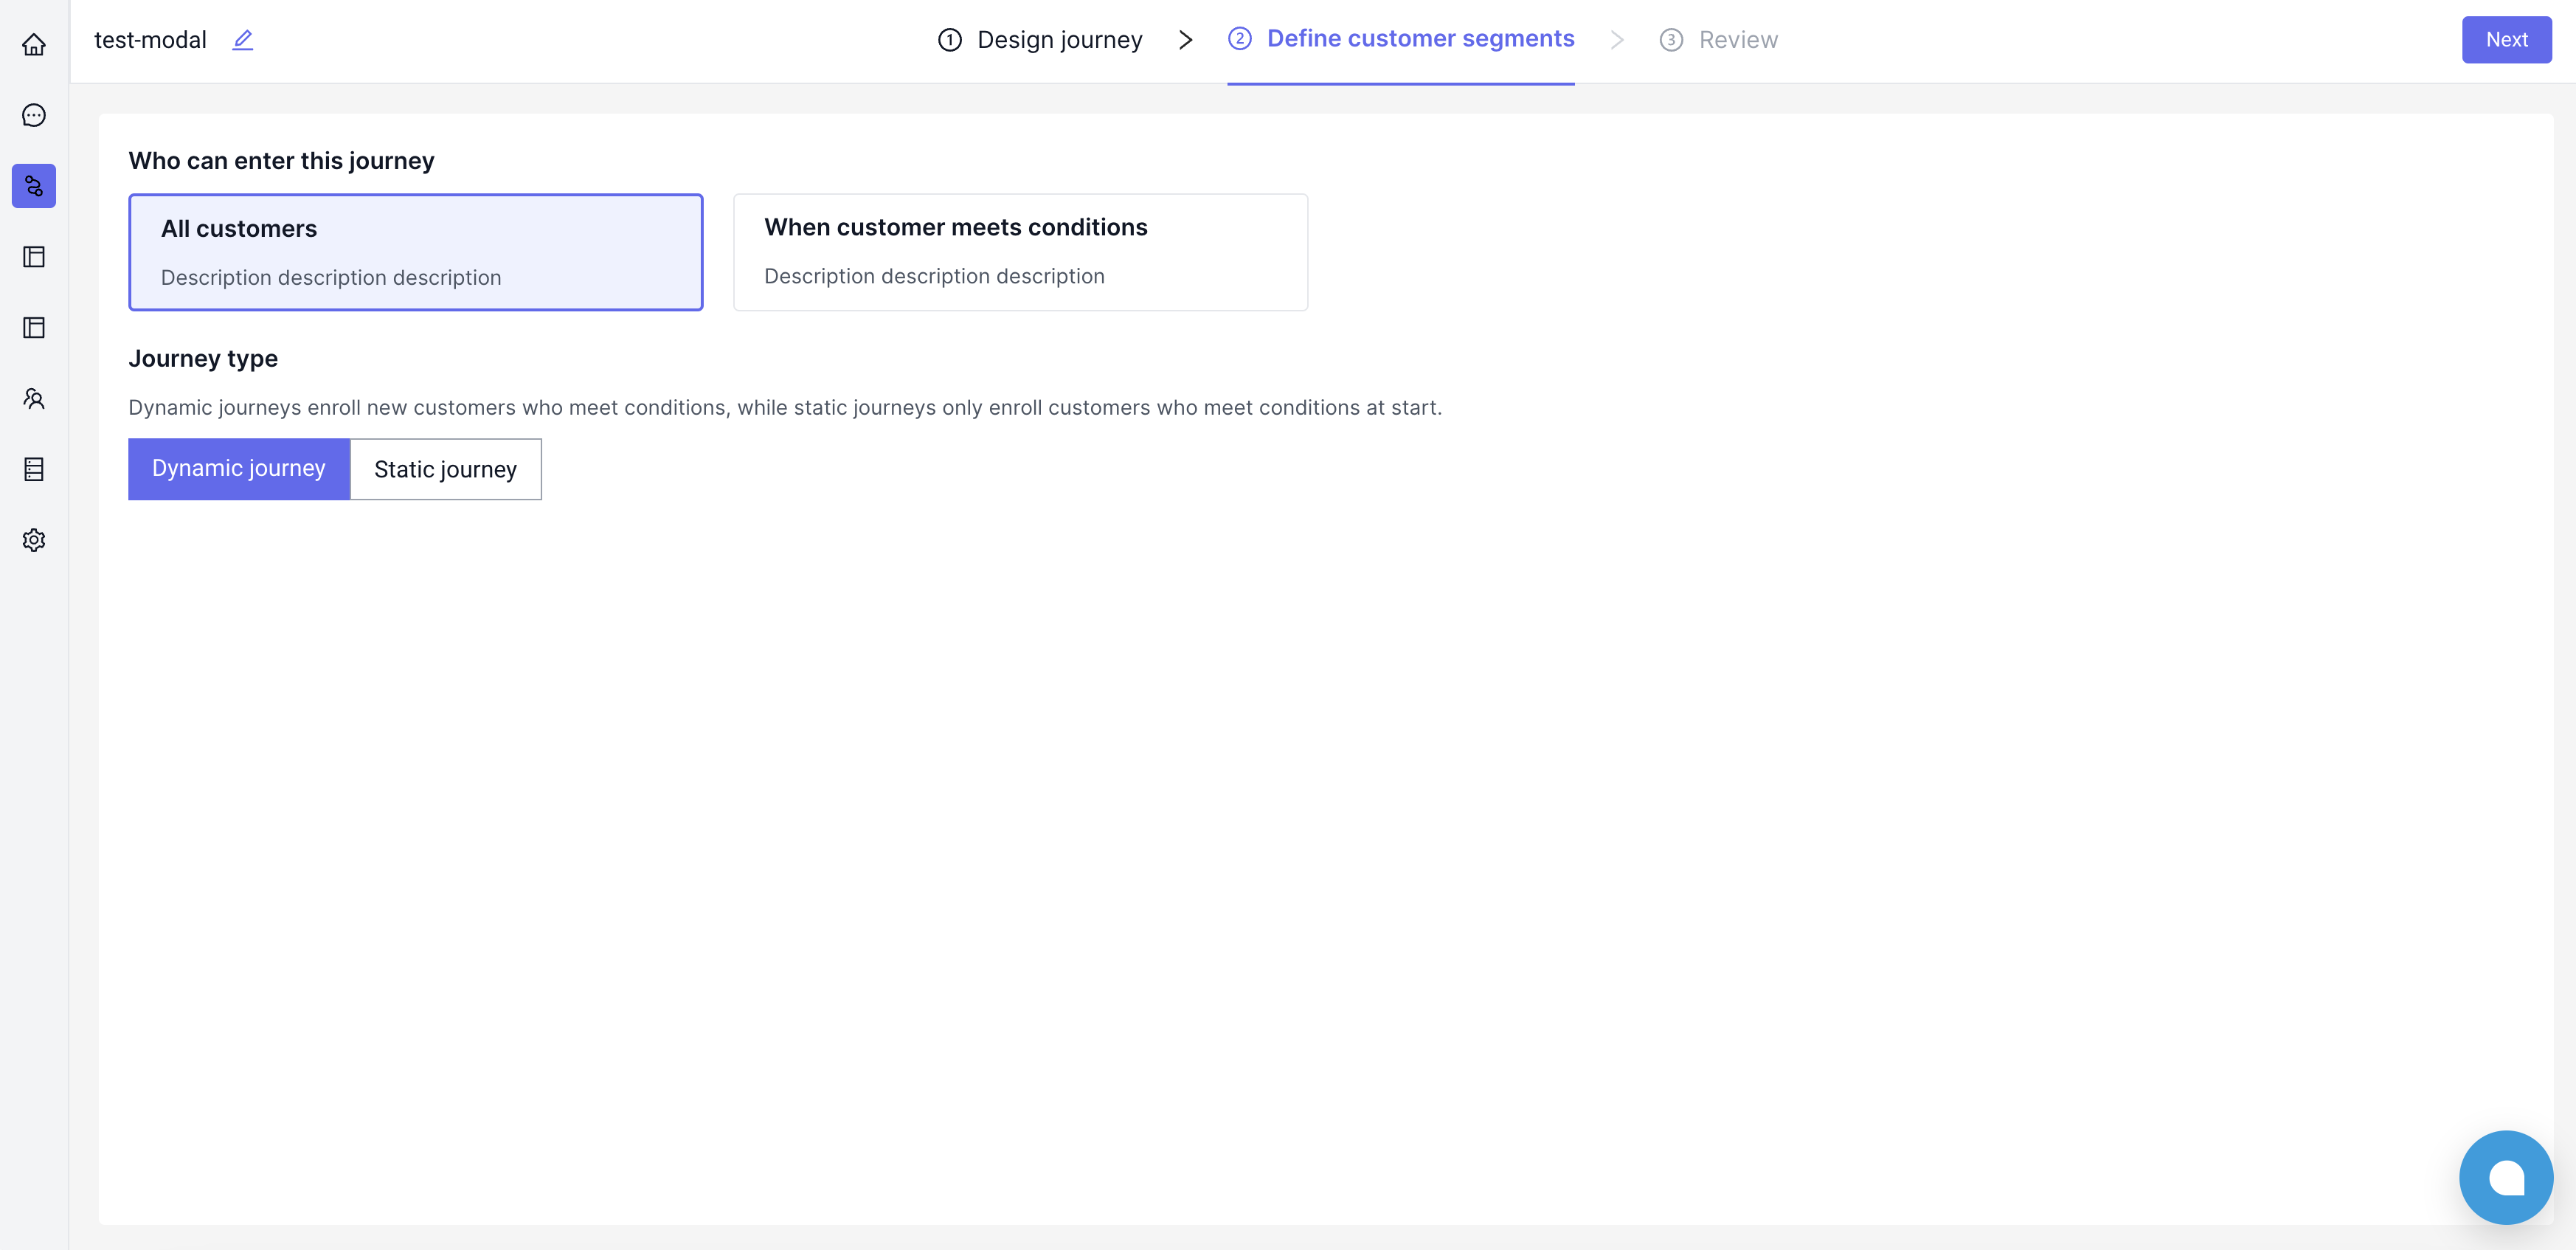 test-modal
1 Design journey
2 Define customer segments
3 Review
Next
Who can enter this journey
All customers
Description description description
When customer meets conditions
Description description description
Journey type
Dynamic journeys enroll new customers who meet conditions, while static journeys only enroll customers who meet conditions at start.
Dynamic journey
Static journey